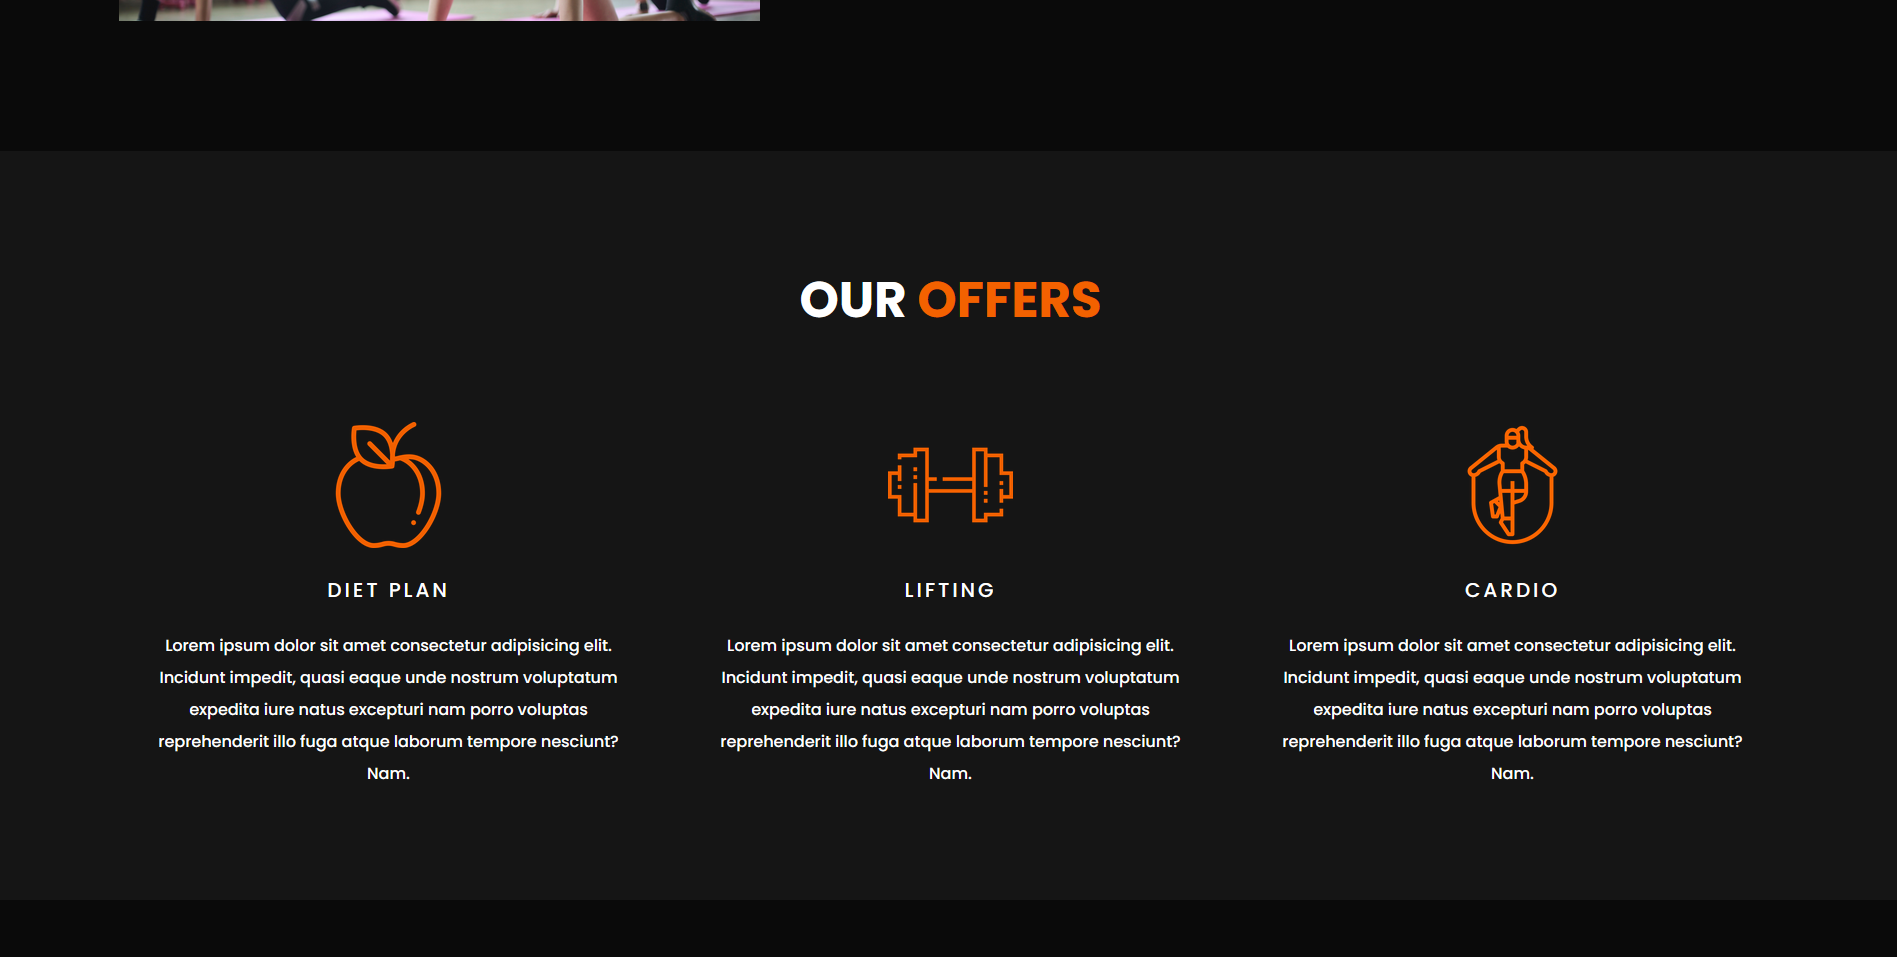 OUR OFFERS
DIET PLAN
Lorem ipsum dolor sit amet consectetur adipisicing elit.
Incidunt impedit, quasi eaque unde nostrum voluptatum
expedita iure natus excepturi nam porro voluptas
reprehenderit illo fuga atque laborum tempore nesciunt?
Nam.
LIFTING
Lorem ipsum dolor sit amet consectetur adipisicing elit.
Incidunt impedit, quasi eaque unde nostrum voluptatum
expedita iure natus excepturi nam porro voluptas
reprehenderit illo fuga atque laborum tempore nesciunt?
Nam.
CARDIO
Lorem ipsum dolor sit amet consectetur adipisicing elit.
Incidunt impedit, quasi eaque unde nostrum voluptatum
expedita iure natus excepturi nam porro voluptas
reprehenderit illo fuga atque laborum tempore nesciunt?
Nam.